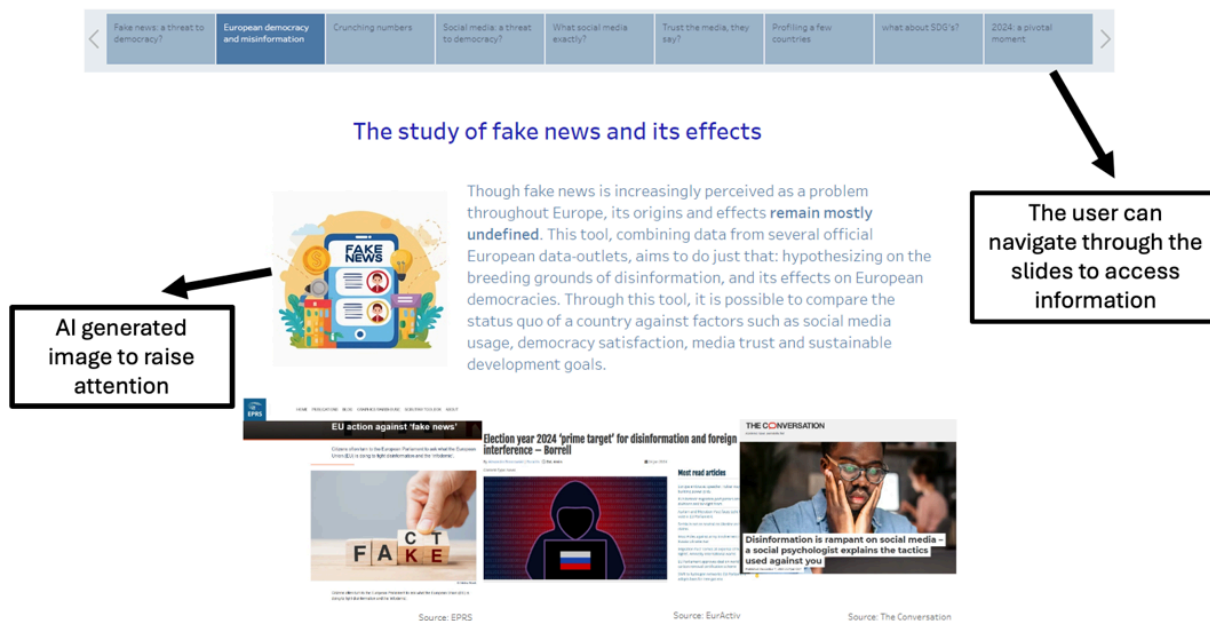 Fake news: a threat to
democracy?
European democracy
and misinformation
Crunching numbers
Social media: a threat
to democracy?
What social media
exactly?
Trust the media, they
say?
Profiling a few
countries
what about SDG's?
2024: a pivotal
moment
The study of fake news and its effects
Though fake news is increasingly perceived as a problem
throughout Europe, its origins and effects remain mostly
undefined. This tool, combining data from several official
European data-outlets, aims to do just that: hypothesizing on the
breeding grounds of disinformation, and its effects on European
democracies. Through this tool, it is possible to compare the
status quo of a country against factors such as social media
usage, democracy satisfaction, media trust and sustainable
development goals.
FAKE
NEWS
The user can
navigate through the
slides to access
information
AI generated
image to raise
attention
EPRS
EU action against 'fake news'
FACT
KE
Source: EPRS
Election year 2024 'prime target' for disinformation and foreign
interference – Borrell
Most read articles
Source: EurActiv
THE CONVERSATION
Disinformation is rampant on social media –
a social psychologist explains the tactics
used against you
Source: The Conversation